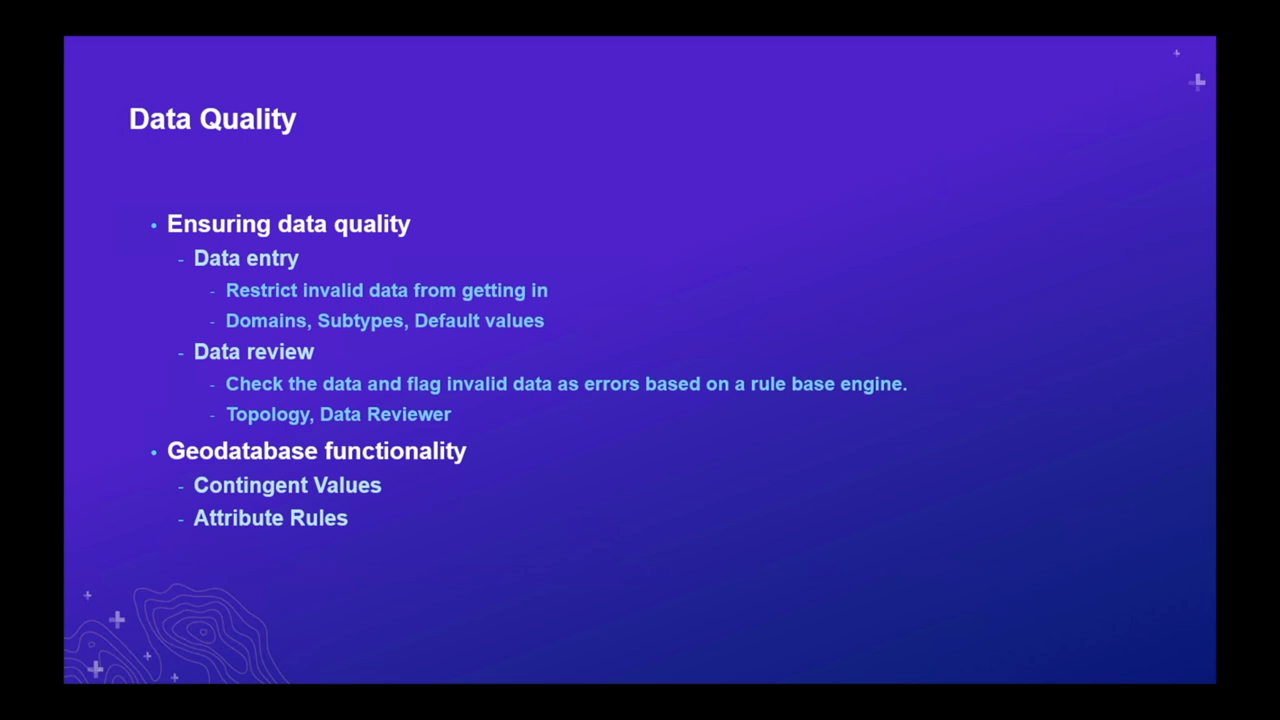 Data Quality
• Ensuring data quality
- Data entry
- Restrict invalid data from getting in
- Domains, Subtypes, Default values
- Data review
- Check the data and flag invalid data as errors based on a rule base engine.
- Topology, Data Reviewer
• Geodatabase functionality
- Contingent Values
- Attribute Rules